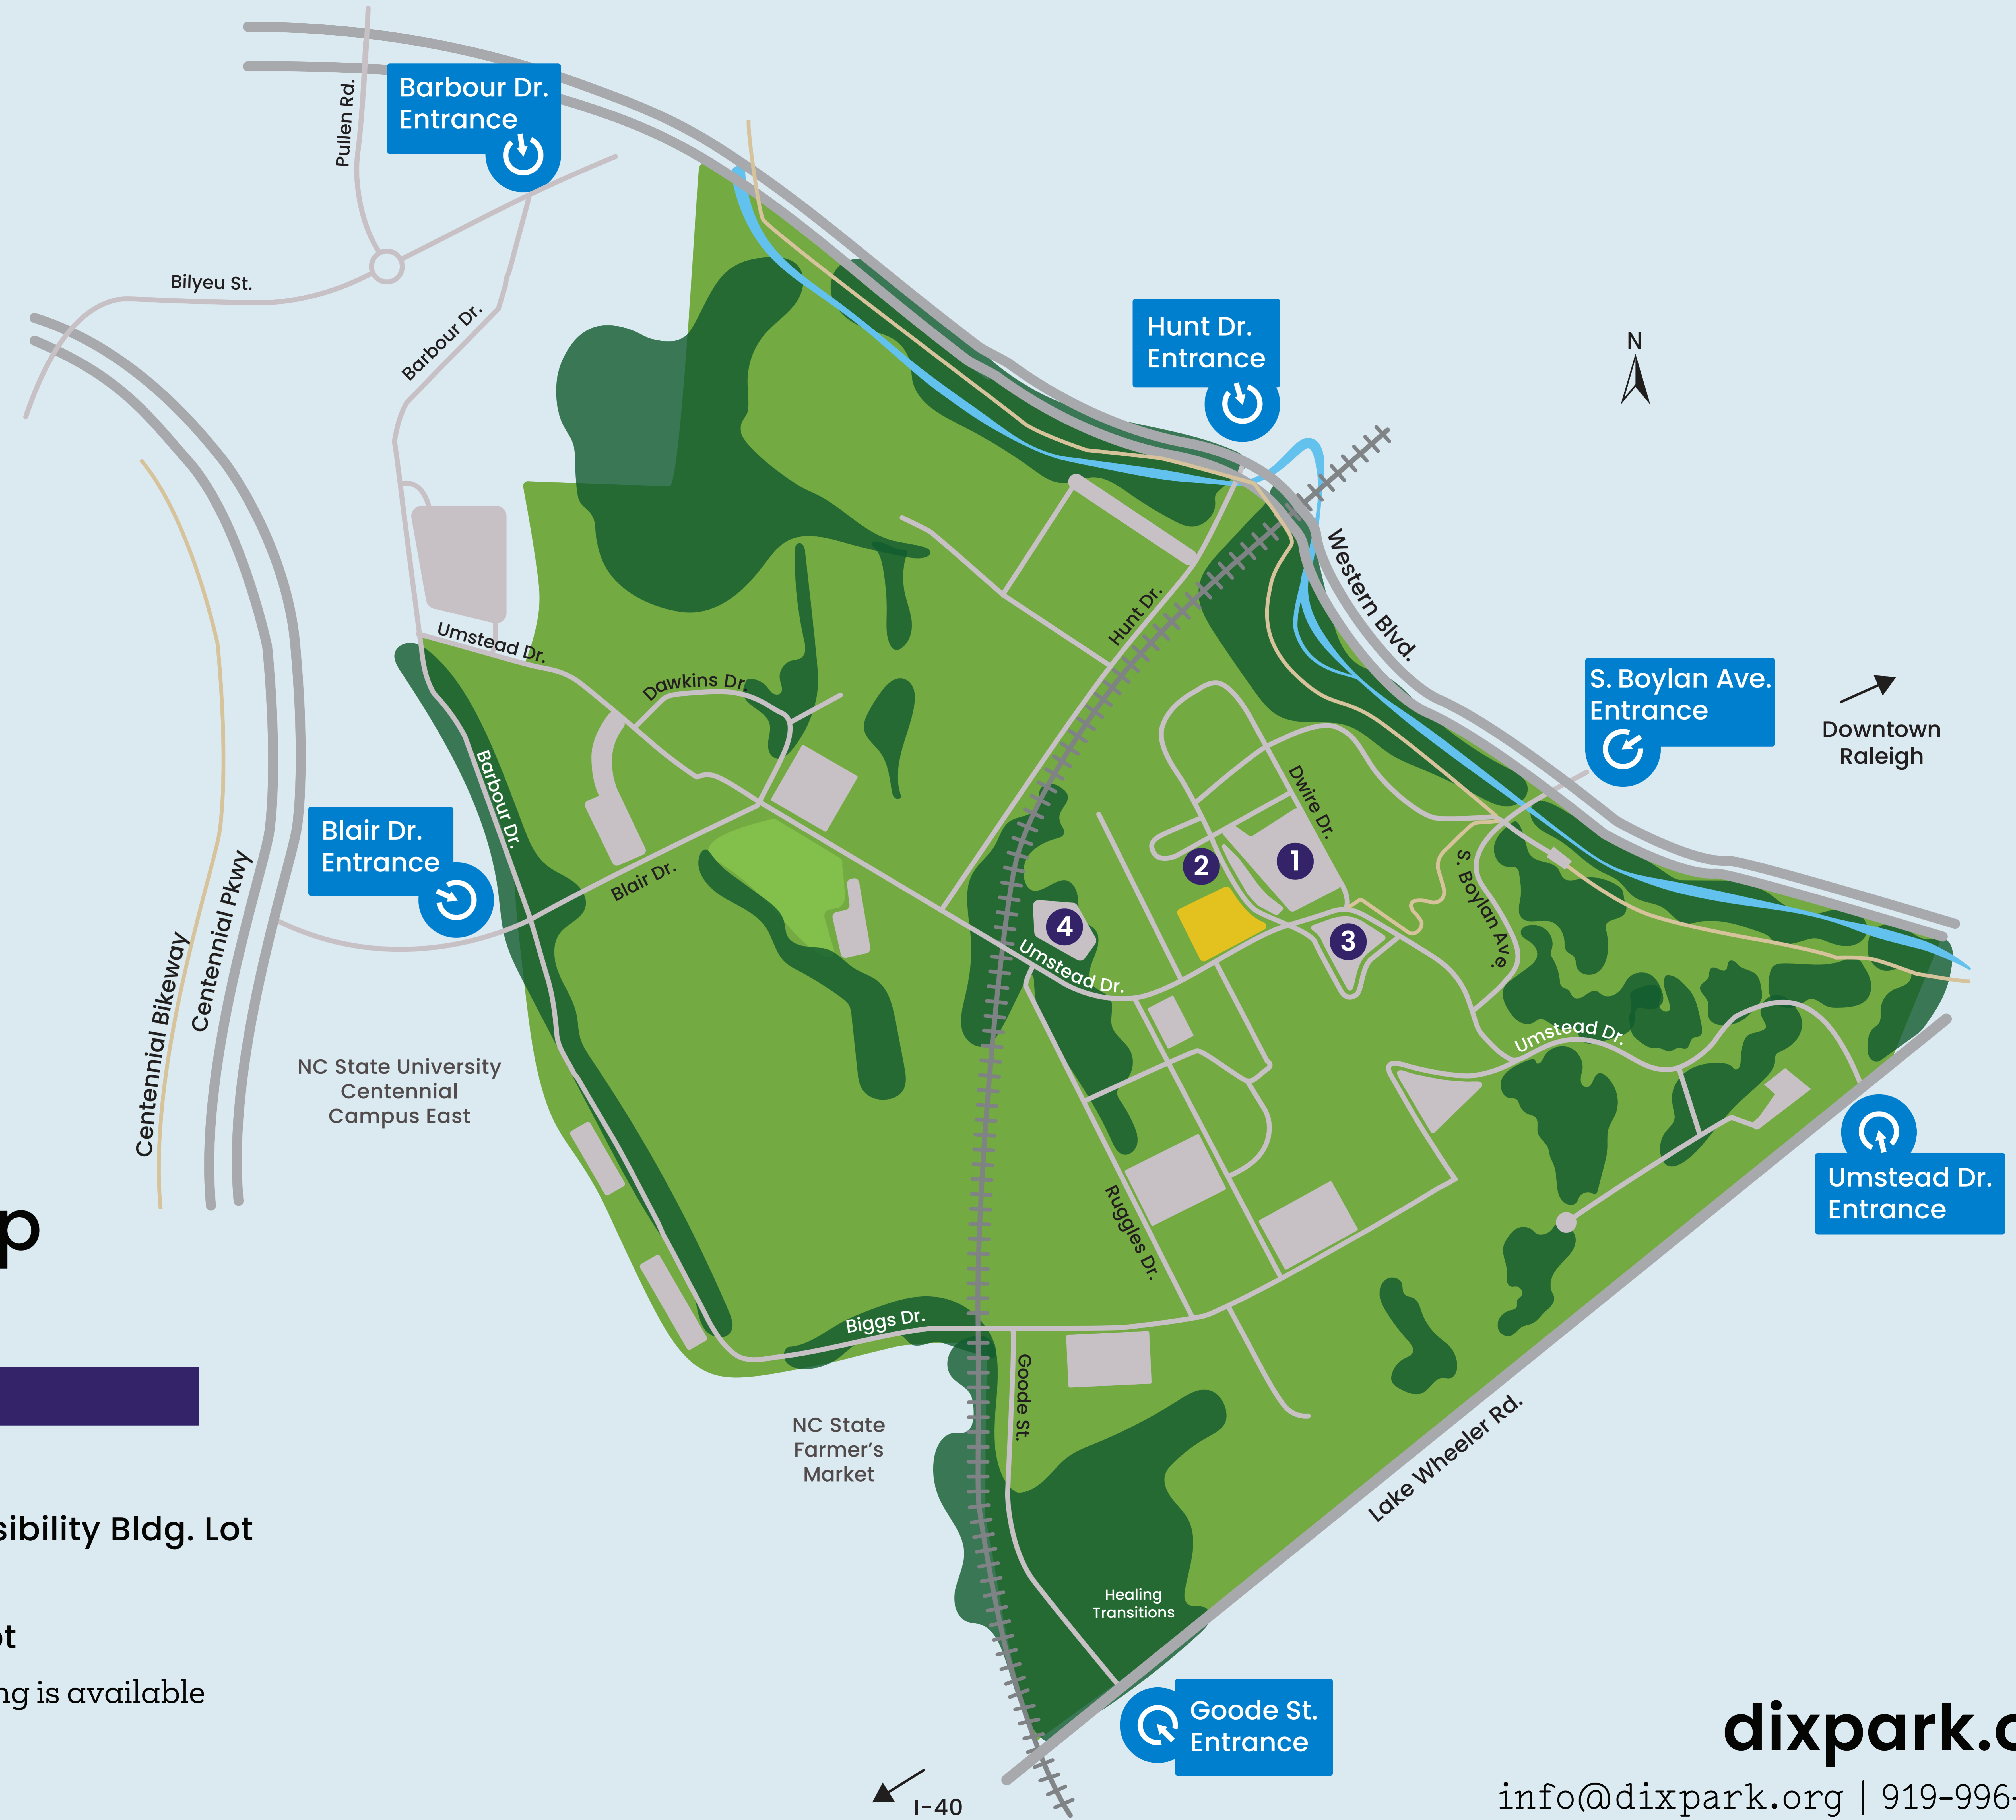 Barbour Dr.
Entrance
Pullen Rd.
Bilyeu St.
Barbour Dr.
Hunt Dr.
Entrance
N
Western Blvd.
Hunt Dr.
S. Boylan Ave.
Entrance
Downtown
Raleigh
Umstead Dr.
Dawkins Dr.
Barbour Dr.
Dwire Dr.
Blair Dr.
Entrance
Blair Dr.
1
2
3
4
S. Boylan Ave.
Umstead Dr.
Umstead Dr.
Centennial Pkwy
Centennial Bikeway
NC State University
Centennial
Campus East
Umstead Dr.
Entrance
Ruggles Dr.
p
Biggs Dr.
Goode St.
NC State
Farmer's
Market
Lake Wheeler Rd.
sibility Bldg. Lot
Healing
Transitions
ot
ng is available
Goode St.
Entrance
I-40
dixpark.
info@dixpark.org | 919-996-